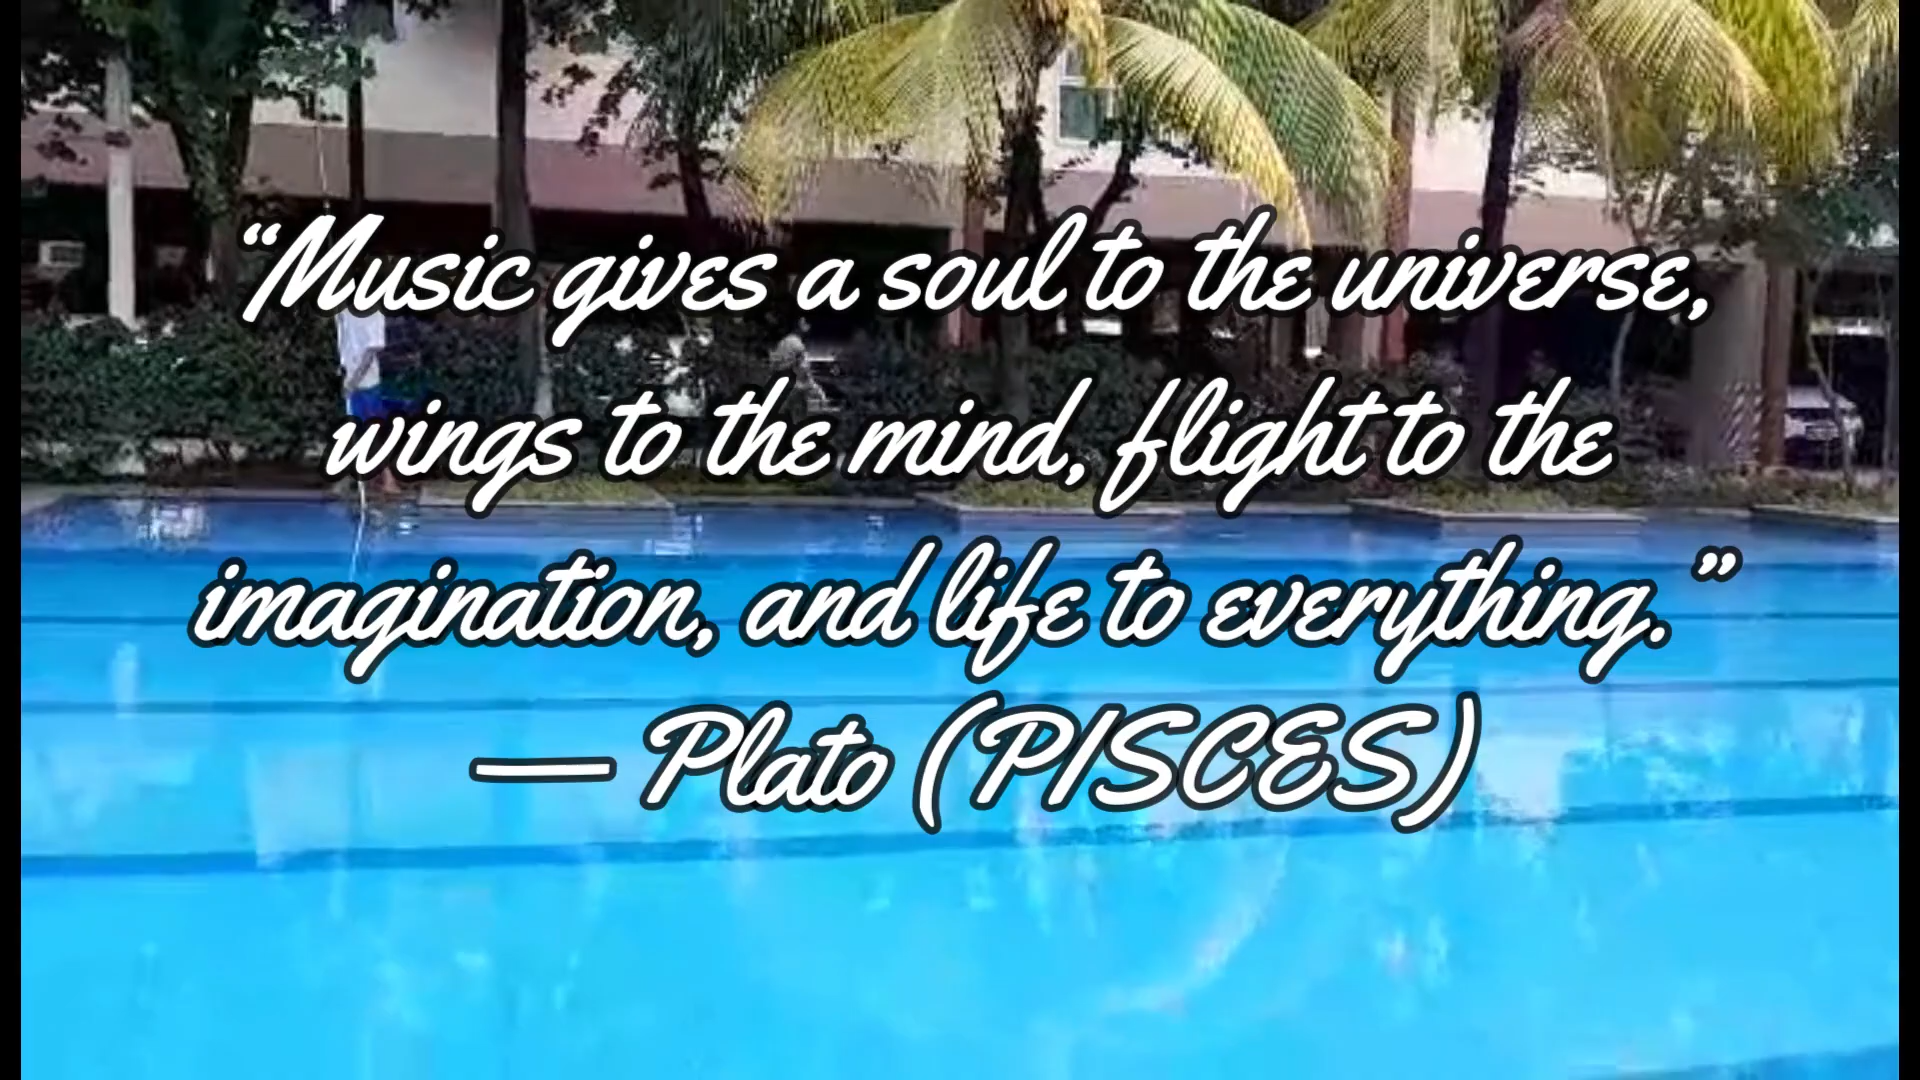 “Music gives a soul to the universe,
wings to the mind, flight to the
imagination, and life to everything.”
— Plato (PISCES)